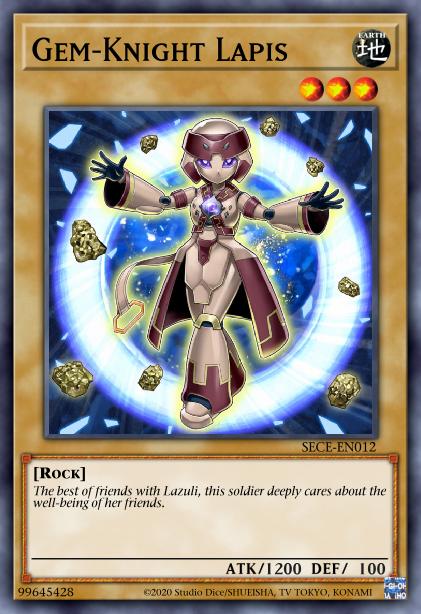 Gem-Knight Lapis
EARTH
地
SECE-EN012
[Rock]
The best of friends with Lazuli, this soldier deeply cares about the
well-being of her friends.
ATK/1200 DEF/ 100
99645428
©2020 Studio Dice/SHUEISHA, TV TOKYO, KONAMI